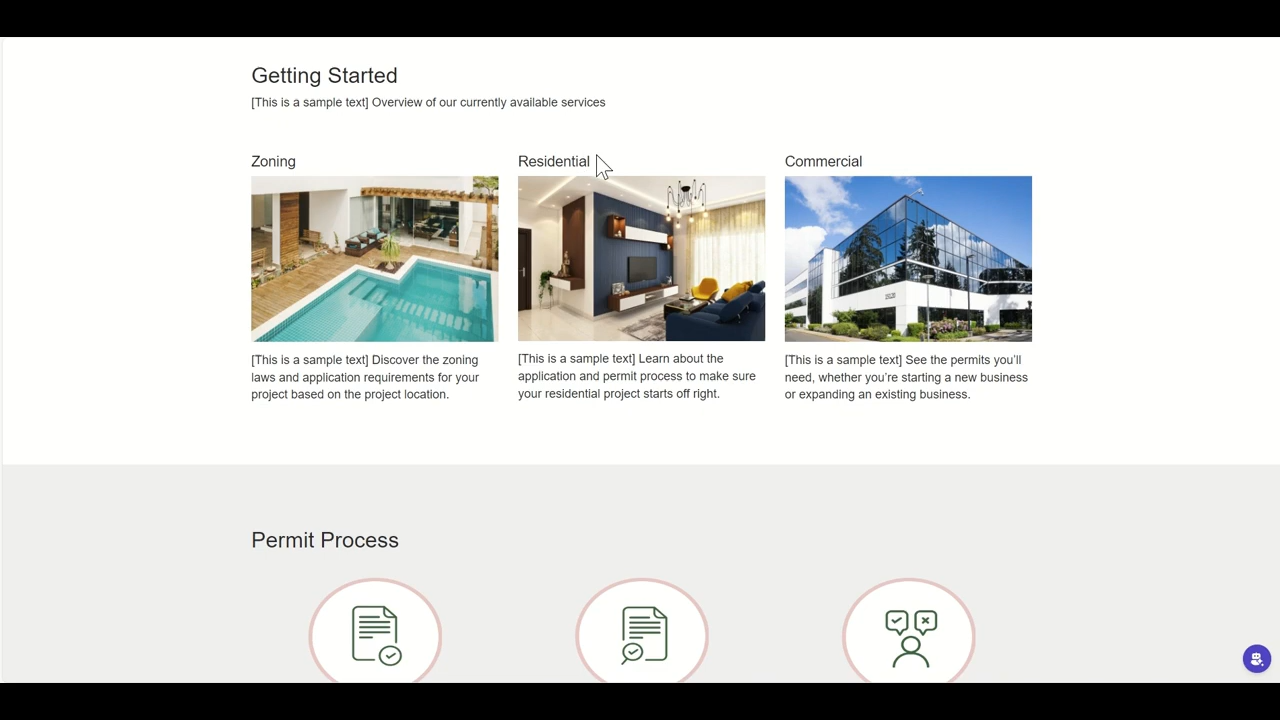 Getting Started
[This is a sample text] Overview of our currently available services
Zoning
Residential
Commercial
[This is a sample text] Discover the zoning
laws and application requirements for your
project based on the project location.
[This is a sample text] Learn about the
application and permit process to make sure
your residential project starts off right.
[This is a sample text] See the permits you'll
need, whether you're starting a new business
or expanding an existing business.
Permit Process